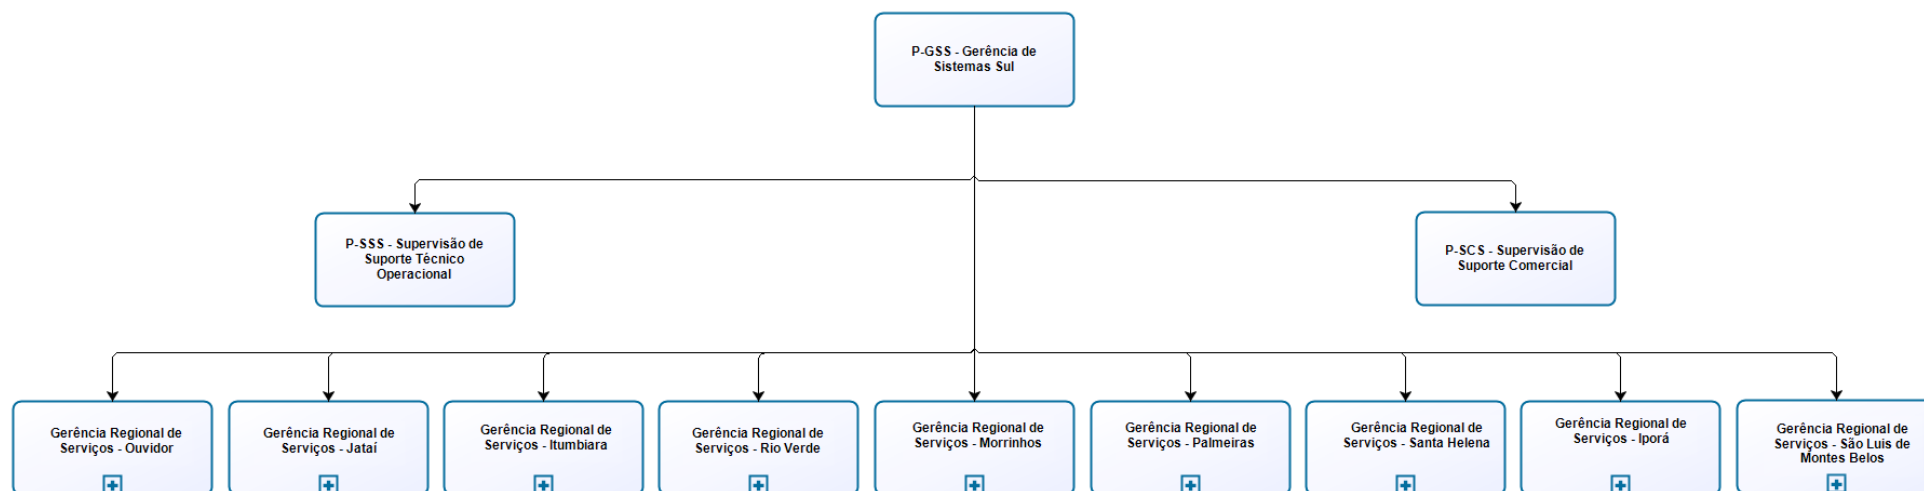 P-GSS - Gerência de
Sistemas Sul
P-SSS - Supervisão de
Suporte Técnico
Operacional
P-SCS - Supervisão de
Suporte Comercial
Gerência Regional de
Serviços - Ouvidor
Gerência Regional de
Serviços - Jataí
Gerência Regional de
Serviços - Itumbiara
Gerência Regional de
Serviços - Rio Verde
Gerência Regional de
Serviços - Morrinhos
Gerência Regional de
Serviços - Palmeiras
Gerência Regional de
Serviços - Santa Helena
Gerência Regional de
Serviços - Iporá
Gerência Regional de
Serviços - São Luis de
Montes Belos